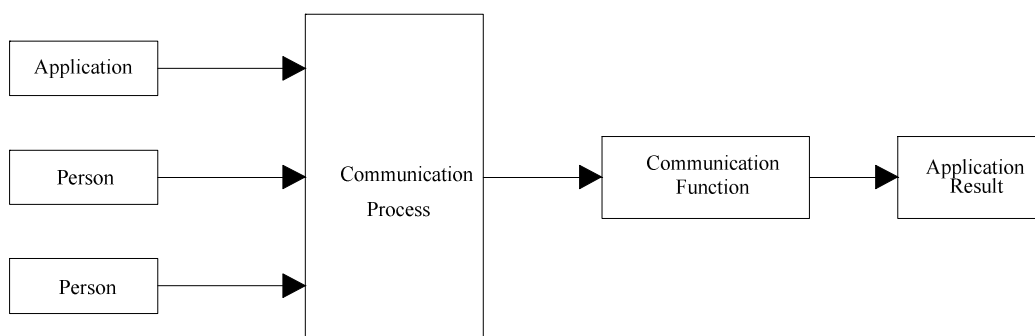 Application
Person
Person
Communication
Process
Communication
Function
Application
Result